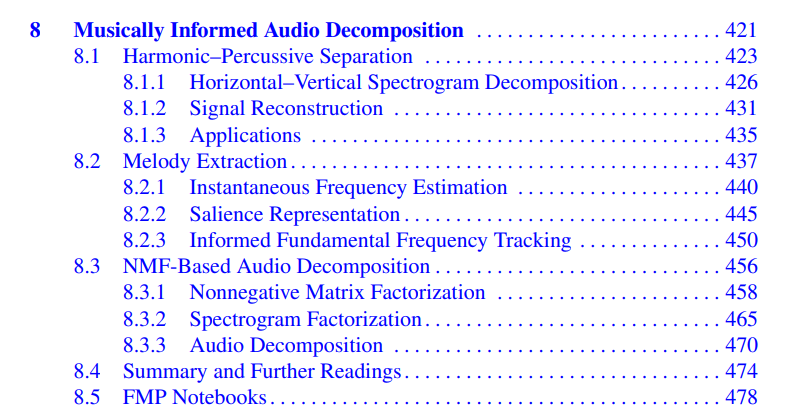 8 Musically Informed Audio Decomposition . . . . . . . . . . . . . . . . . . . . . . . . 421
8.1 Harmonic–Percussive Separation . . . . . . . . . . . . . . . . . . . . . . . . . . . . . 423
8.1.1 Horizontal–Vertical Spectrogram Decomposition . . . . . . . . . . 426
8.1.2 Signal Reconstruction . . . . . . . . . . . . . . . . . . . . . . . . . . . . . . . . 431
8.1.3 Applications . . . . . . . . . . . . . . . . . . . . . . . . . . . . . . . . . . . . . . . . 435
8.2 Melody Extraction . . . . . . . . . . . . . . . . . . . . . . . . . . . . . . . . . . . . . . . . . . 437
8.2.1 Instantaneous Frequency Estimation . . . . . . . . . . . . . . . . . . . . 440
8.2.2 Salience Representation . . . . . . . . . . . . . . . . . . . . . . . . . . . . . . . 445
8.2.3 Informed Fundamental Frequency Tracking . . . . . . . . . . . . . . 450
8.3 NMF-Based Audio Decomposition . . . . . . . . . . . . . . . . . . . . . . . . . . . . 456
8.3.1 Nonnegative Matrix Factorization . . . . . . . . . . . . . . . . . . . . . . 458
8.3.2 Spectrogram Factorization . . . . . . . . . . . . . . . . . . . . . . . . . . . . . 465
8.3.3 Audio Decomposition . . . . . . . . . . . . . . . . . . . . . . . . . . . . . . . . 470
8.4 Summary and Further Readings . . . . . . . . . . . . . . . . . . . . . . . . . . . . . . . 474
8.5 FMP Notebooks . . . . . . . . . . . . . . . . . . . . . . . . . . . . . . . . . . . . . . . . . . . . 478